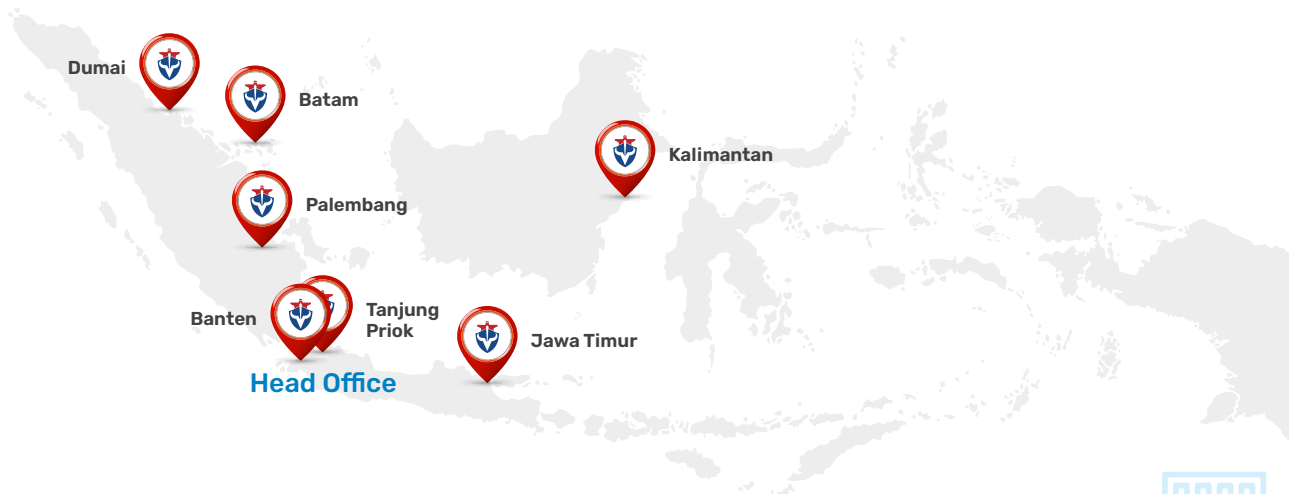 Dumai
Batam
Kalimantan
Palembang
Banten
Tanjung
Priok
Jawa Timur
Head Office